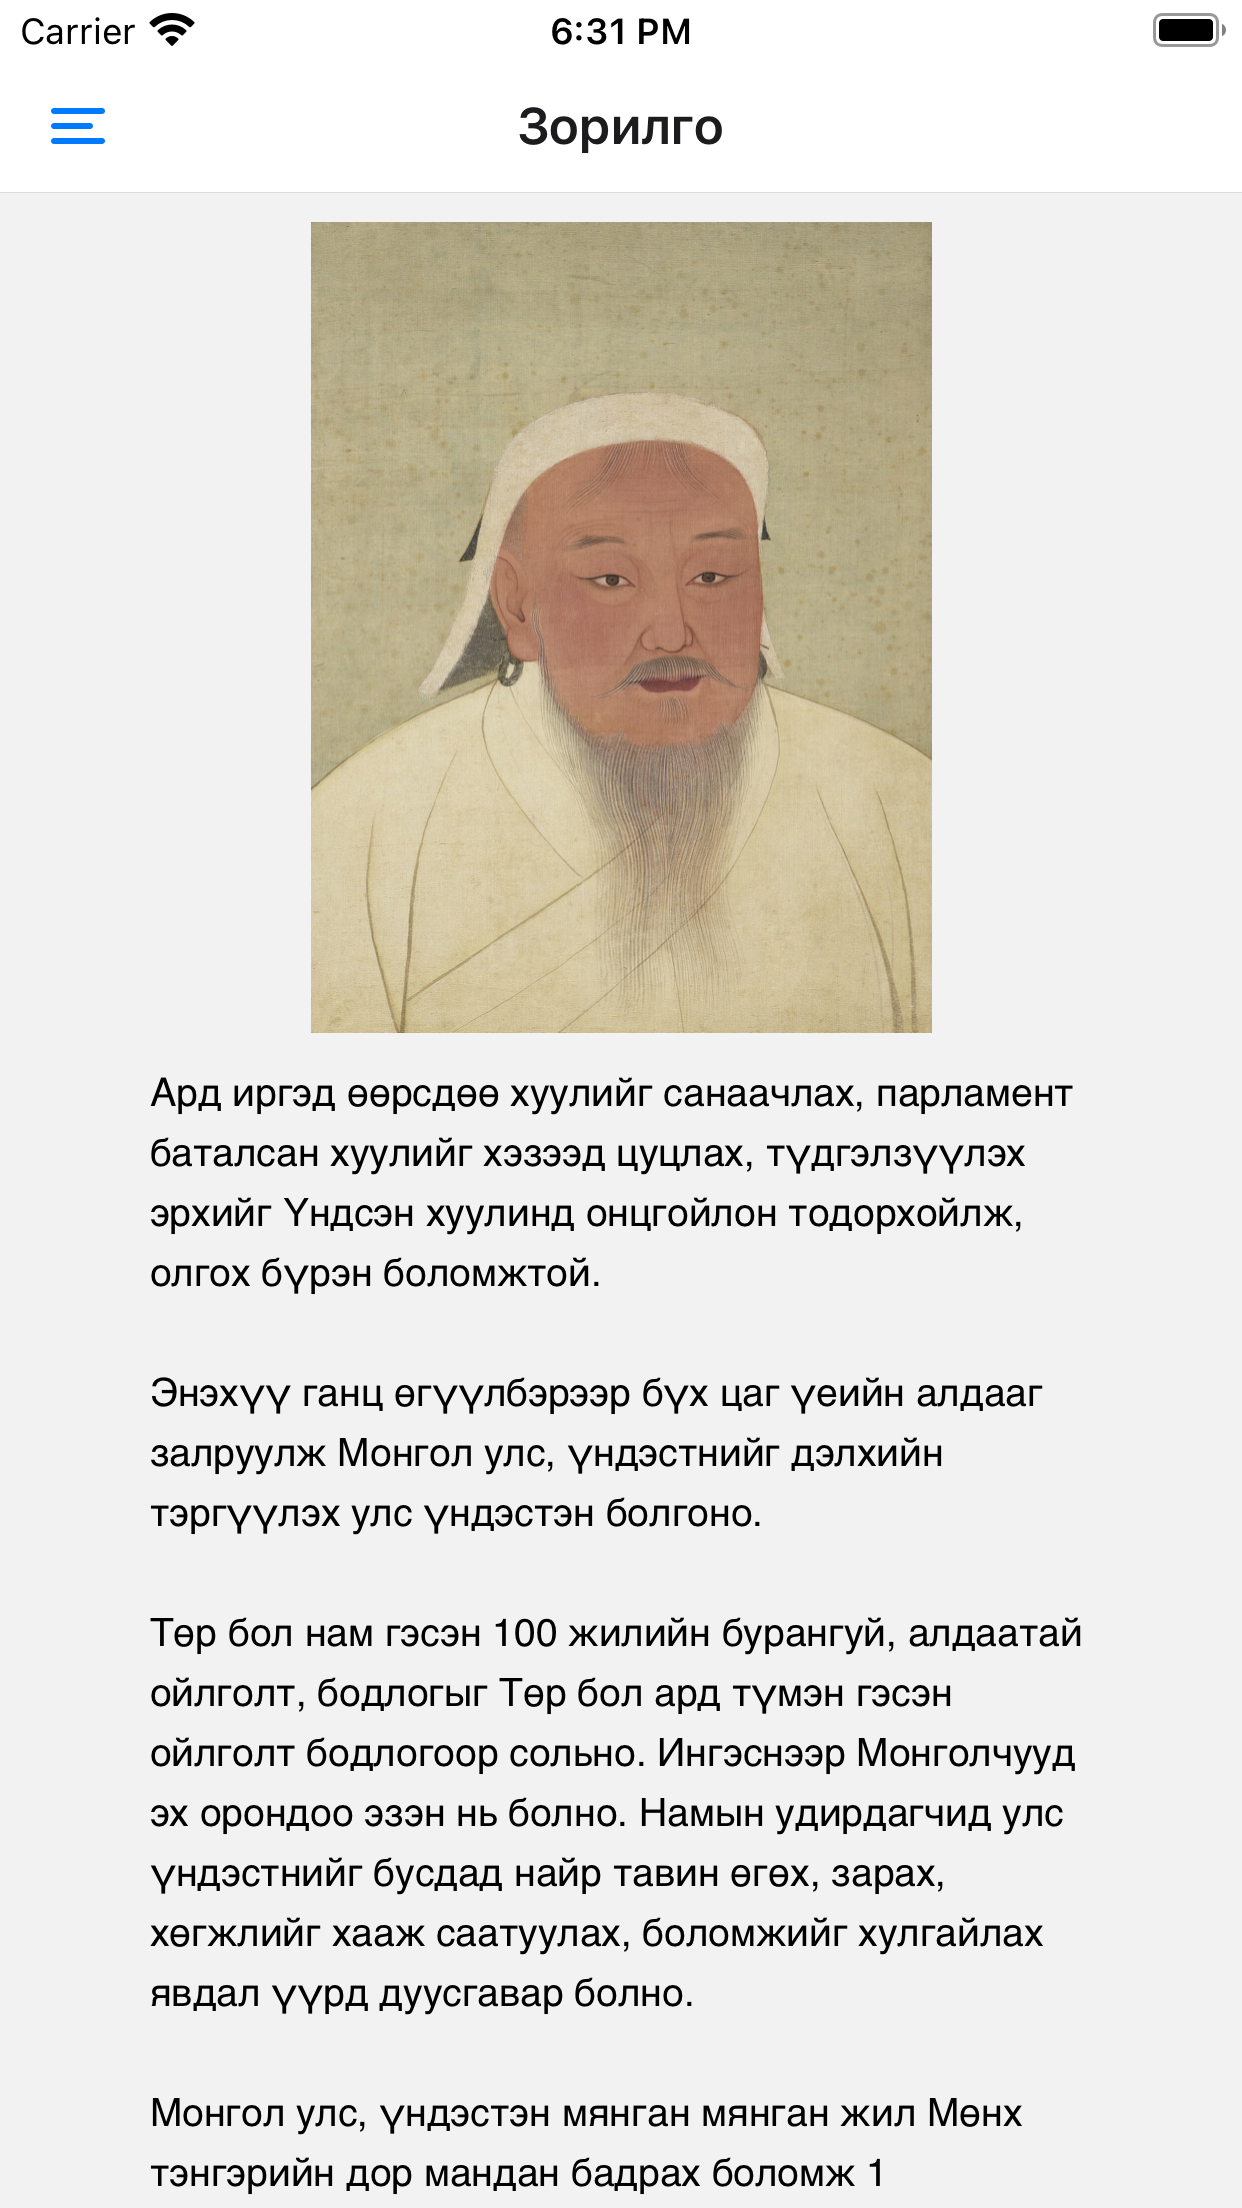 Carrier 6:31 PM
Зорилго
Ард иргэд өөрсдөө хуулийг санаачлах, парламент
баталсан хуулийг хэзээд цуцлах, түдгэлзүүлэх
эрхийг Үндсэн хуулинд онцгойлон тодорхойлж,
олгох бүрэн боломжтой.
Энэхүү ганц өгүүлбэрээр бүх цаг үеийн алдааг
залруулж Монгол улс, үндэстнийг дэлхийн
тэргүүлэх улс үндэстэн болгоно.
Төр бол нам гэсэн 100 жилийн бурангуй, алдаатай
ойлголт, бодлогыг Төр бол ард түмэн гэсэн
ойлголт бодлогоор сольно. Ингэснээр Монголчууд
эх орондоо эзэн нь болно. Намын удирдагчид улс
үндэстнийг бусдад найр тавин өгөх, зарах,
хөгжлийг хааж саатуулах, боломжийг хулгайлах
явдал үүрд дуусгавар болно.
Монгол улс, үндэстэн мянган мянган жил Мөнх
тэнгэрийн дор мандан бадрах боломж 1